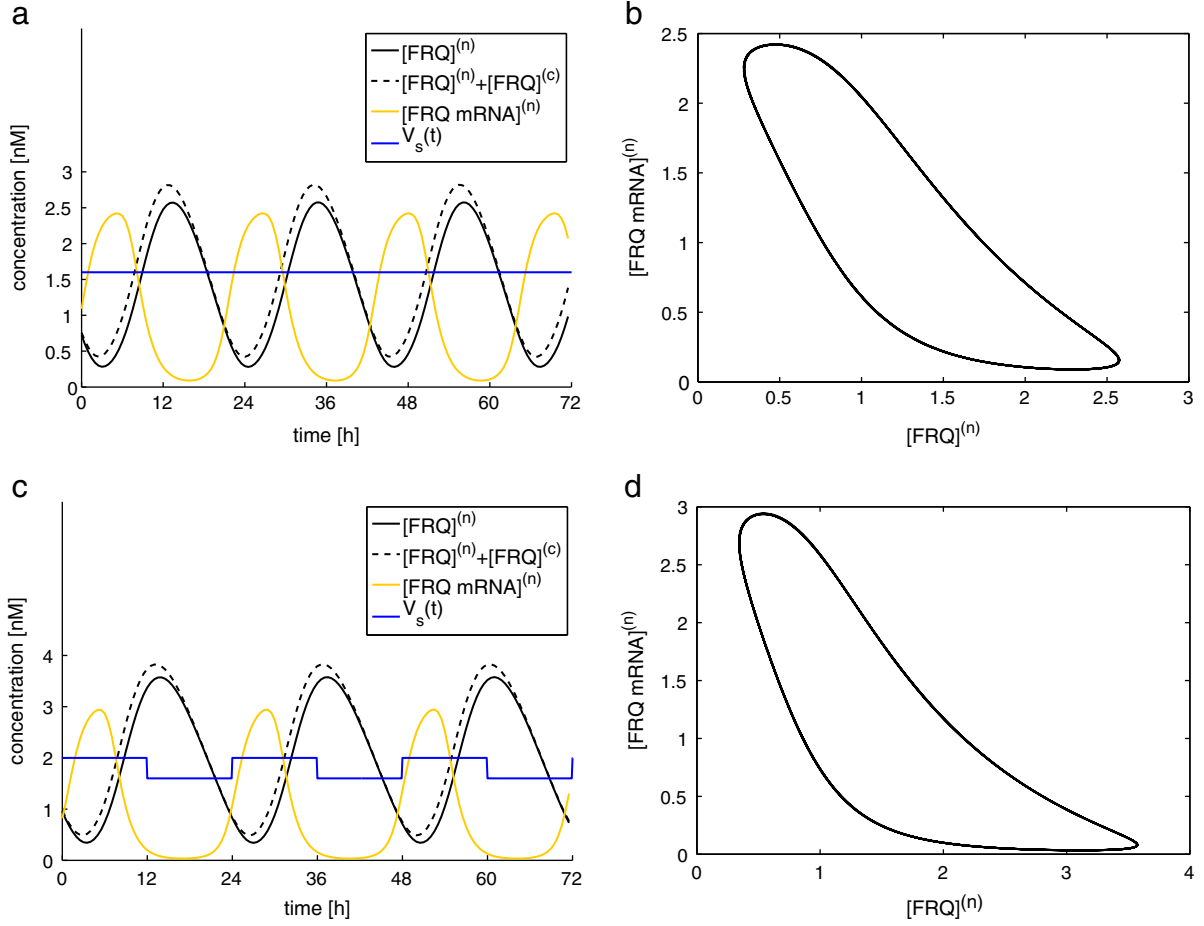 a
concentration [nM]
3
2.5
2
1.5
1
0.5
0
0 12 24 36 48 60 72
time [h]
[FRQ]^(n)
[FRQ]^(n)+[FRQ]^(c)
[FRQ mRNA]^(n)
V_s(t)
b
[FRQ mRNA]^(n)
2.5
2
1.5
1
0.5
0
0 0.5 1 1.5 2 2.5 3
[FRQ]^(n)
c
concentration [nM]
4
3
2
1
0
0 12 24 36 48 60 72
time [h]
[FRQ]^(n)
[FRQ]^(n)+[FRQ]^(c)
[FRQ mRNA]^(n)
V_s(t)
d
[FRQ mRNA]^(n)
3
2.5
2
1.5
1
0.5
0
0 1 2 3 4
[FRQ]^(n)